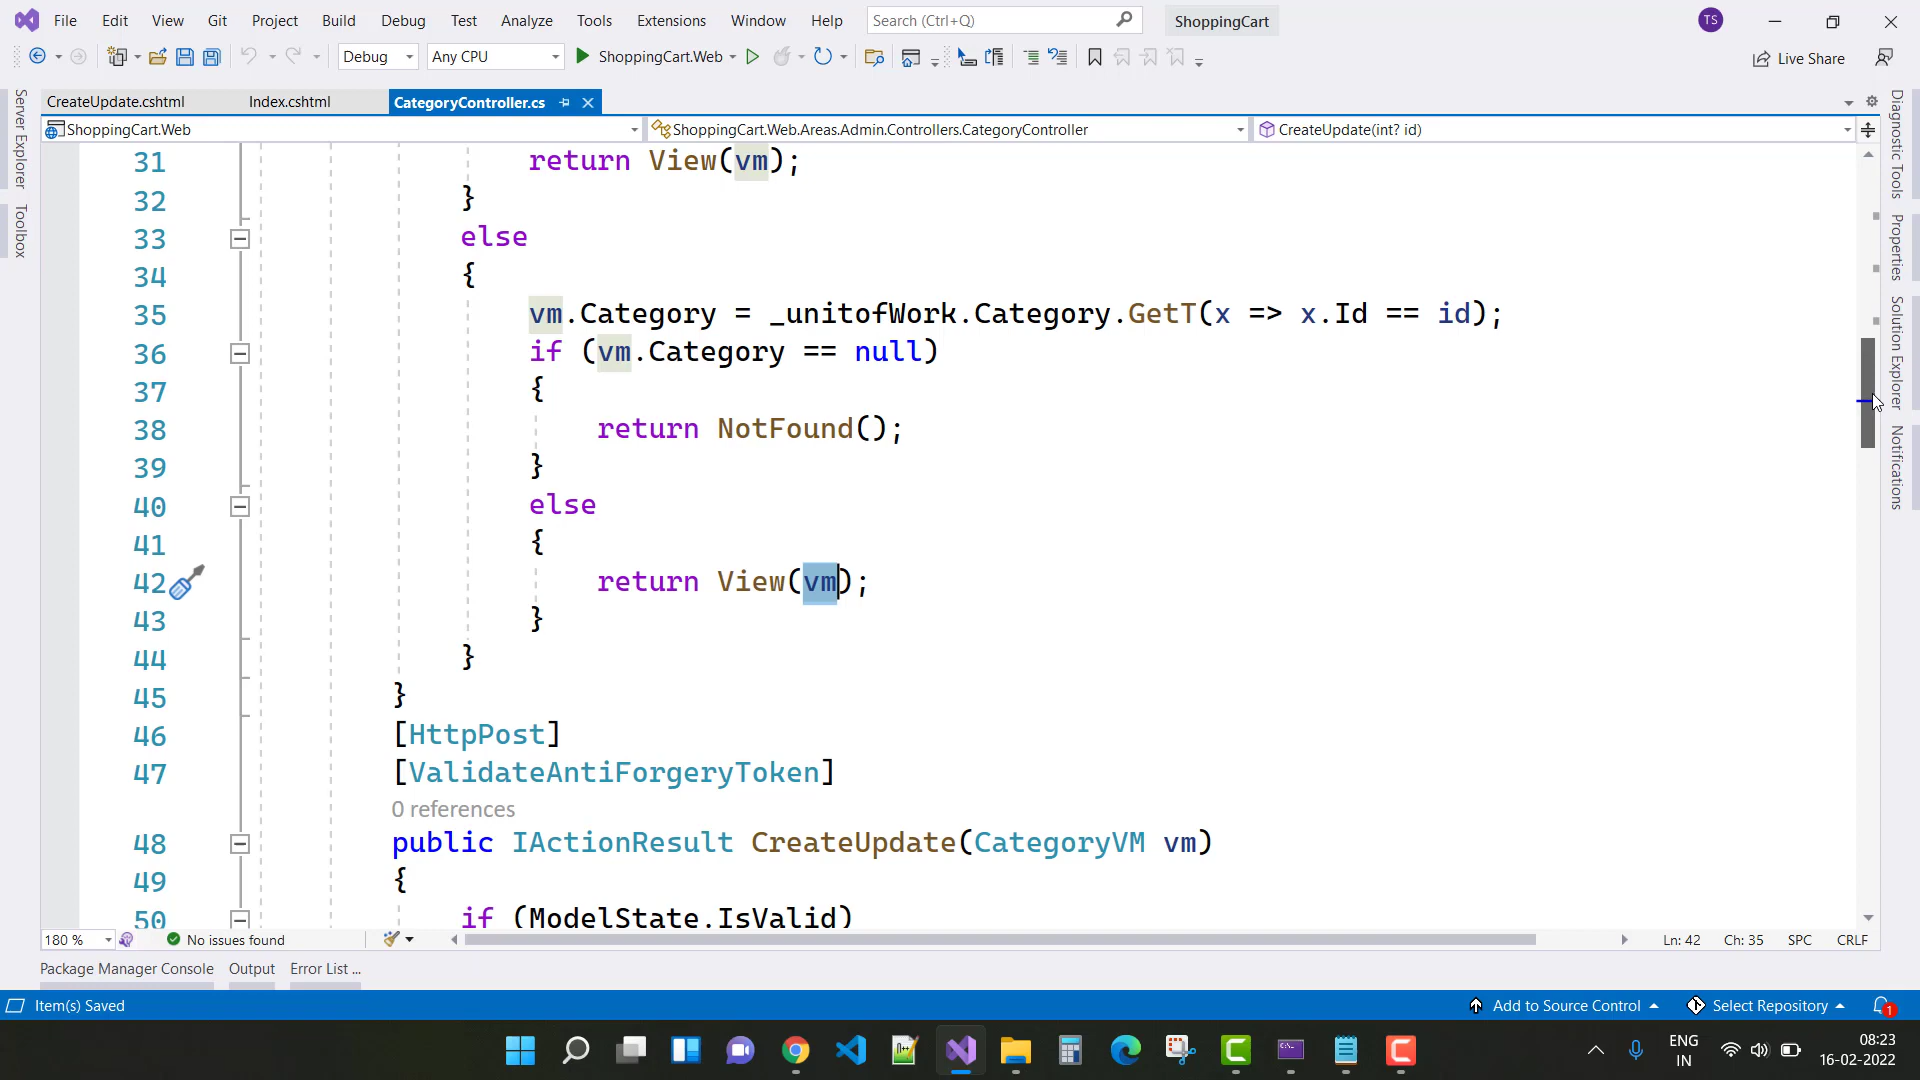 File Edit View Git Project Build Debug Test Analyze Tools Extensions Window Help Search (Ctrl+Q) ShoppingCart TS
Debug Any CPU ShoppingCart.Web Live Share
CreateUpdate.cshtml Index.cshtml CategoryController.cs
ShoppingCart.Web ShoppingCart.Web.Areas.Admin.Controllers.CategoryController CreateUpdate(int? id)
Server Explorer
Toolbox
31 return View(vm);
32 }
33 else
34 {
35 vm.Category = _unitofWork.Category.GetT(x => x.Id == id);
36 if (vm.Category == null)
37 {
38 return NotFound();
39 }
40 else
41 {
42 return View(vm);
43 }
44 }
45 }
46 [HttpPost]
47 [ValidateAntiForgeryToken]
0 references
48 public IActionResult CreateUpdate(CategoryVM vm)
49 {
50 if (ModelState.IsValid)
Diagnostic Tools
Properties
Solution Explorer
Notifications
180 % No issues found Ln: 42 Ch: 35 SPC CRLF
Package Manager Console Output Error List ...
Item(s) Saved Add to Source Control Select Repository 1
ENG
IN
08:23
16-02-2022